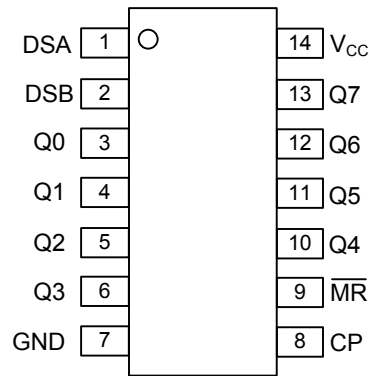 DSA 1 14 VCC
DSB 2 13 Q7
Q0 3 12 Q6
Q1 4 11 Q5
Q2 5 10 Q4
Q3 6 9 M̅R̅
GND 7 8 CP